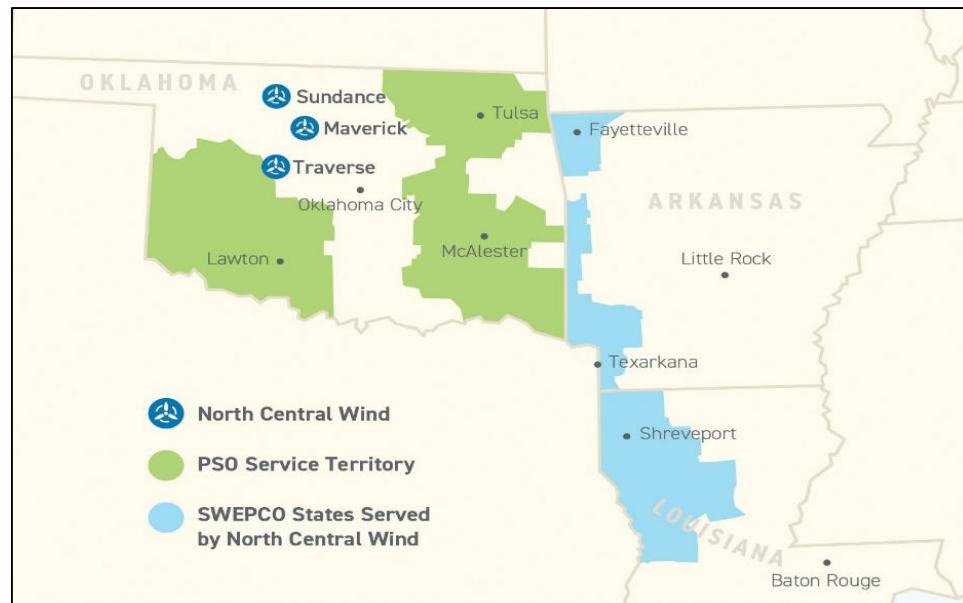 OKLAHOMA
Sundance
Maverick
Tulsa
Fayetteville
Traverse
Oklahoma City
ARKANSAS
McAlester
Lawton
Little Rock
Texarkana
North Central Wind
Shreveport
PSO Service Territory
SWEPCO States Served
by North Central Wind
LOUISIANA
Baton Rouge